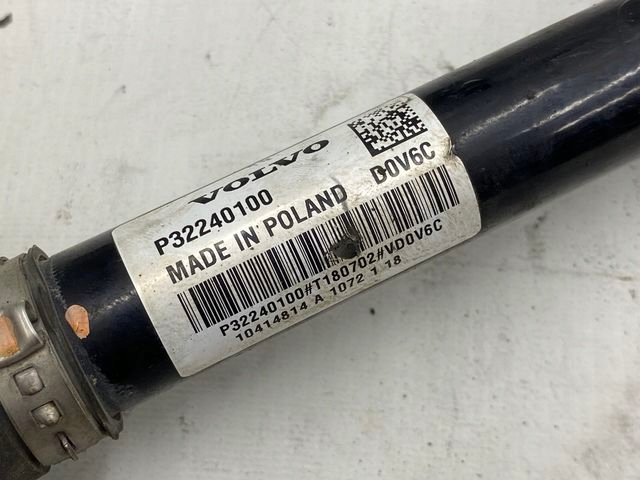 VOLVO
P32240100
MADE IN POLAND D0V6C
P32240100#T180702#VD0V6C
10414814 A 1072 1 18